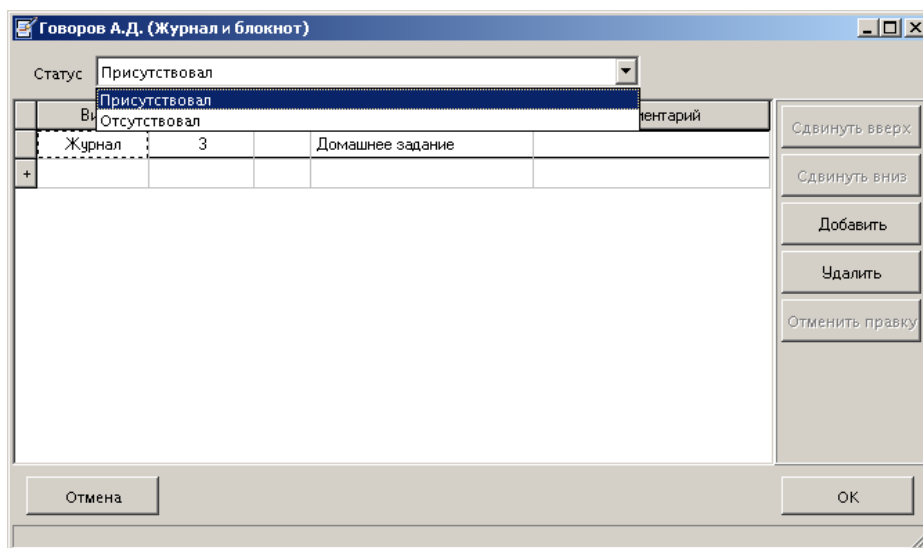 Говоров А.Д. (Журнал и блокнот)
Статус Присутствовал
Присутствовал
Отсутствовал
Журнал 3 Домашнее задание
+
Сдвинуть вверх
Сдвинуть вниз
Добавить
Удалить
Отменить правку
Отмена OK